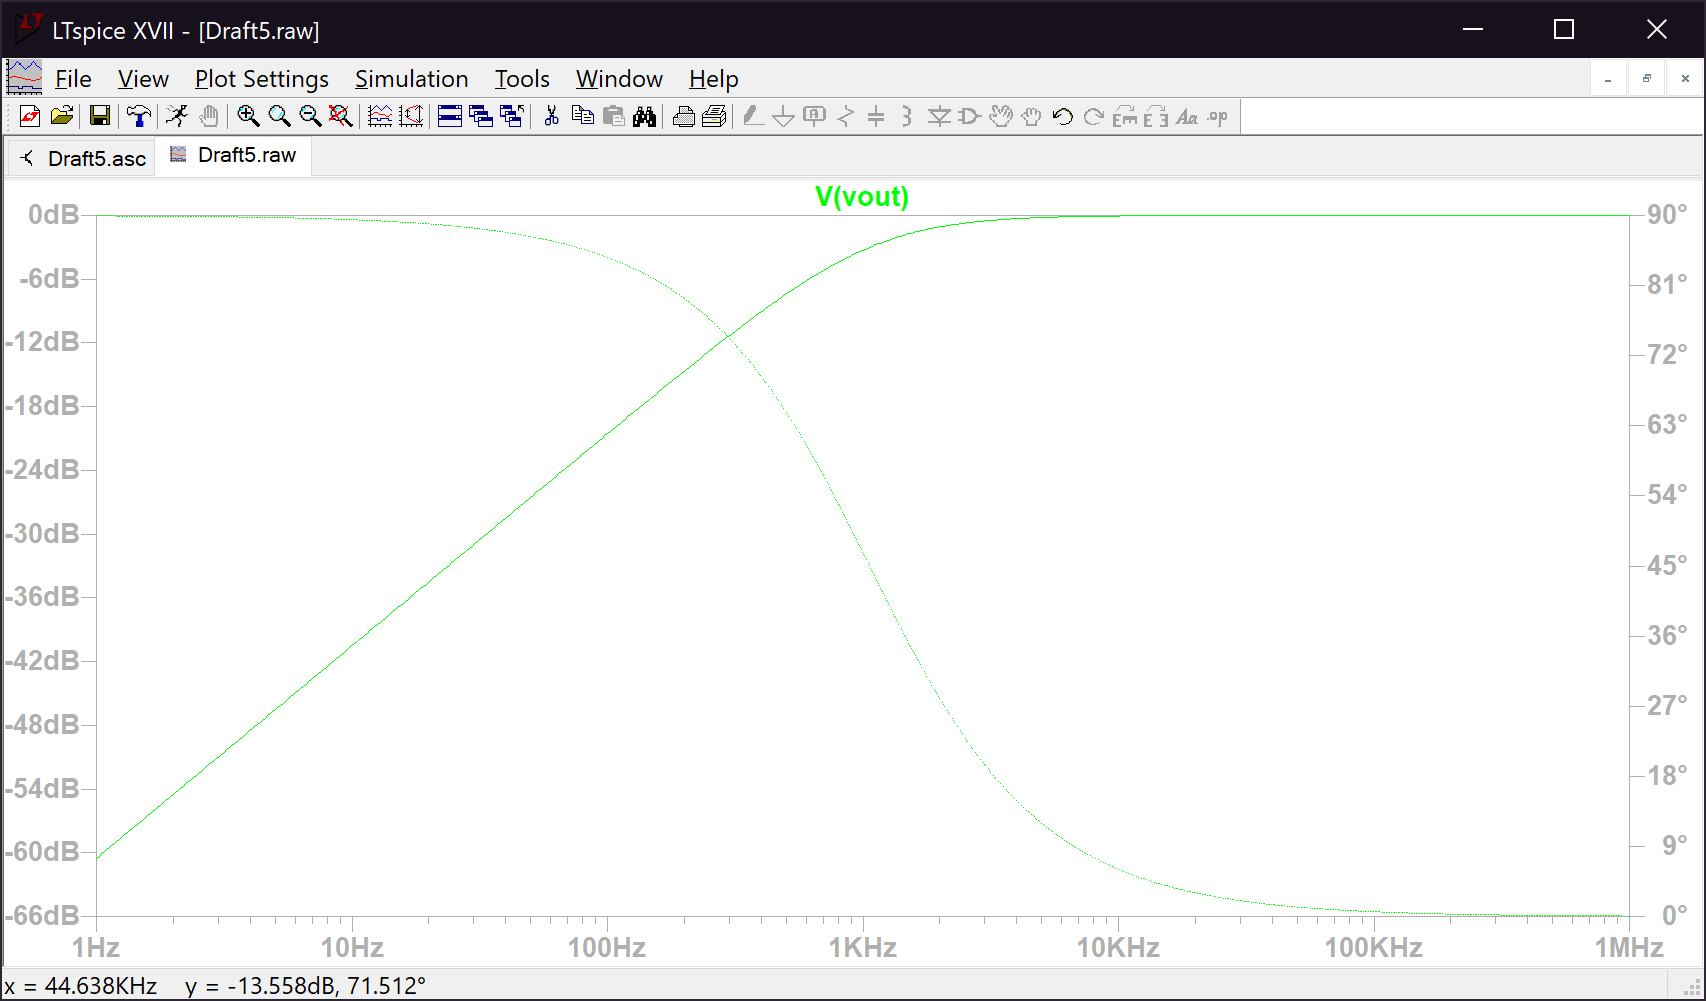 LTspice XVII - [Draft5.raw]
File View Plot Settings Simulation Tools Window Help
Draft5.asc Draft5.raw
V(vout)
0dB 90°
-6dB 81°
-12dB 72°
-18dB 63°
-24dB 54°
-30dB 45°
-36dB 36°
-42dB 27°
-48dB 18°
-54dB 9°
-60dB 0°
-66dB
1Hz 10Hz 100Hz 1KHz 10KHz 100KHz 1MHz
x = 44.638KHz y = -13.558dB, 71.512°